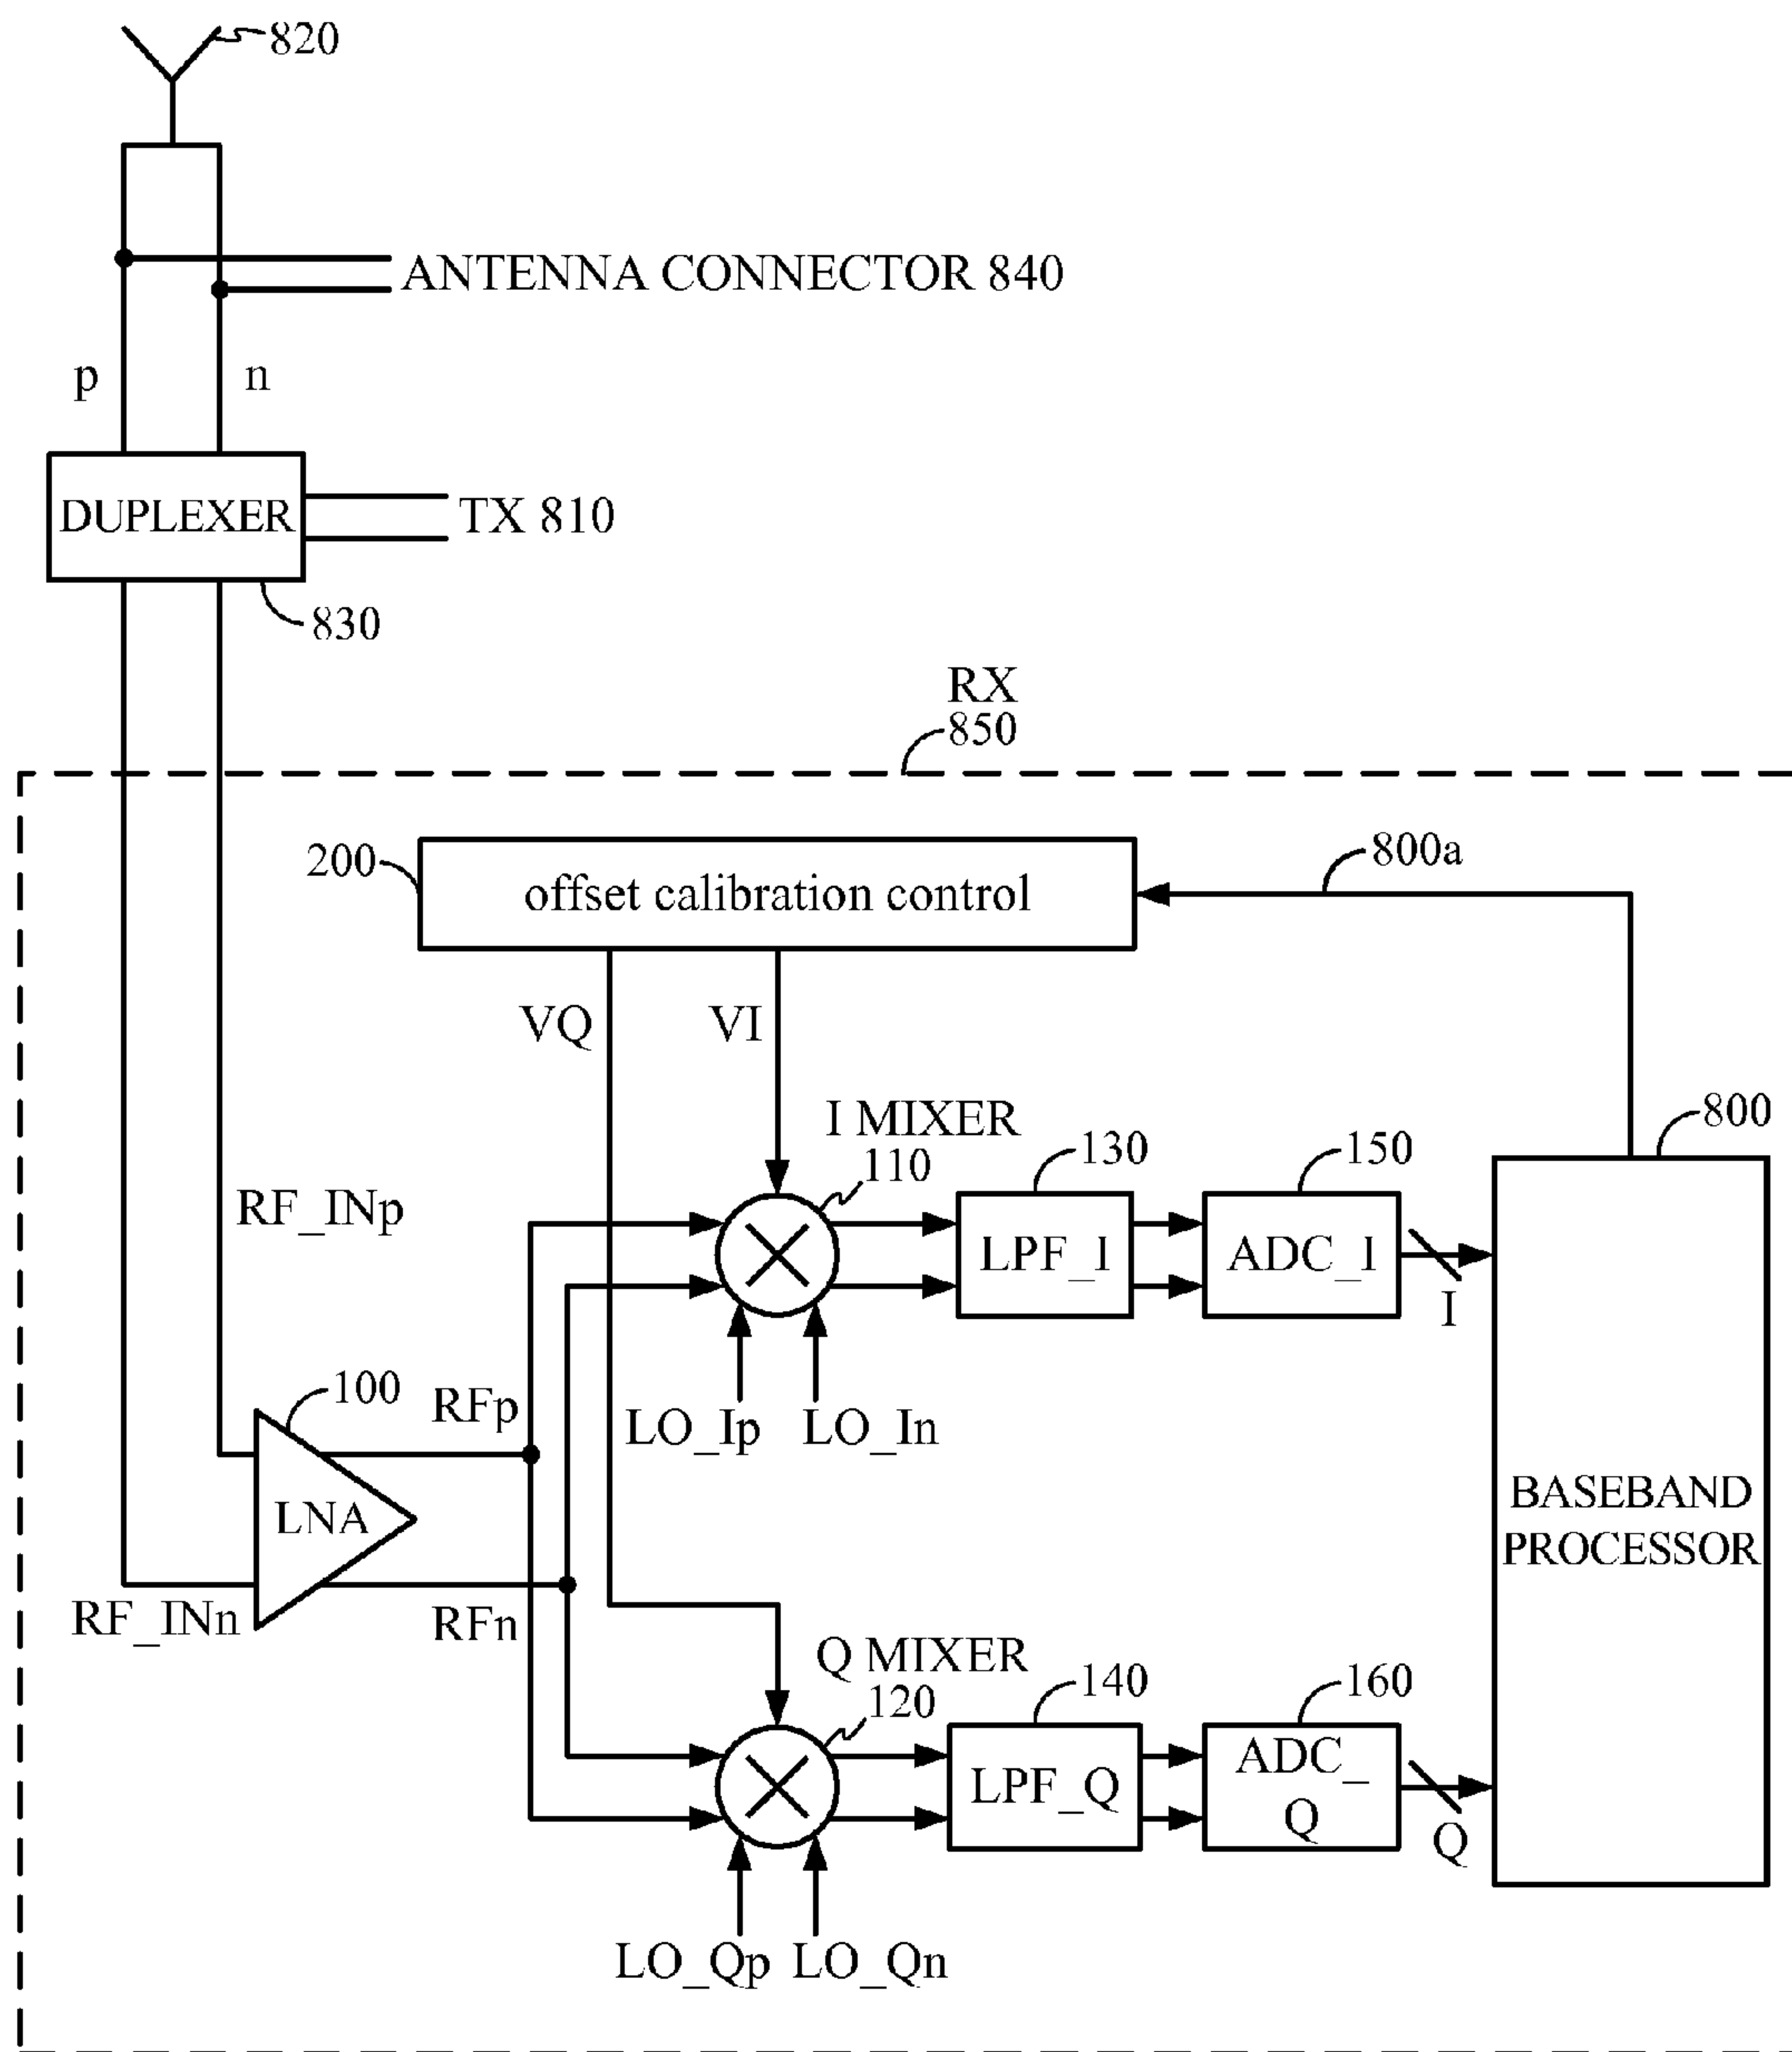 820
ANTENNA CONNECTOR 840
p
n
DUPLEXER
TX 810
830
RX
850
200
offset calibration control
800a
VQ
VI
I MIXER
110
130
150
800
RF_INp
LPF_I
ADC_I
I
100
RFp
LO_Ip
LO_In
LNA
BASEBAND
PROCESSOR
RF_INn
RFn
Q MIXER
120
140
160
LPF_Q
ADC_
Q
Q
LO_Qp
LO_Qn